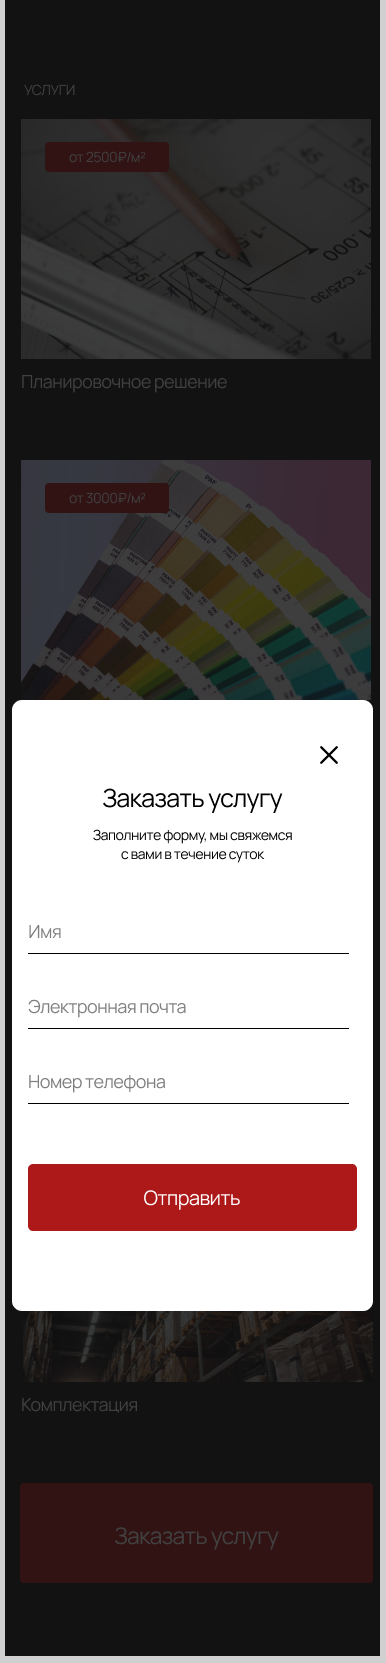 УСЛУГИ
от 2500₽/м²
Планировочное решение
от 3000₽/м²
Заказать услугу
Заполните форму, мы свяжемся
с вами в течение суток
Имя
Электронная почта
Номер телефона
Отправить
Комплектация
Заказать услугу